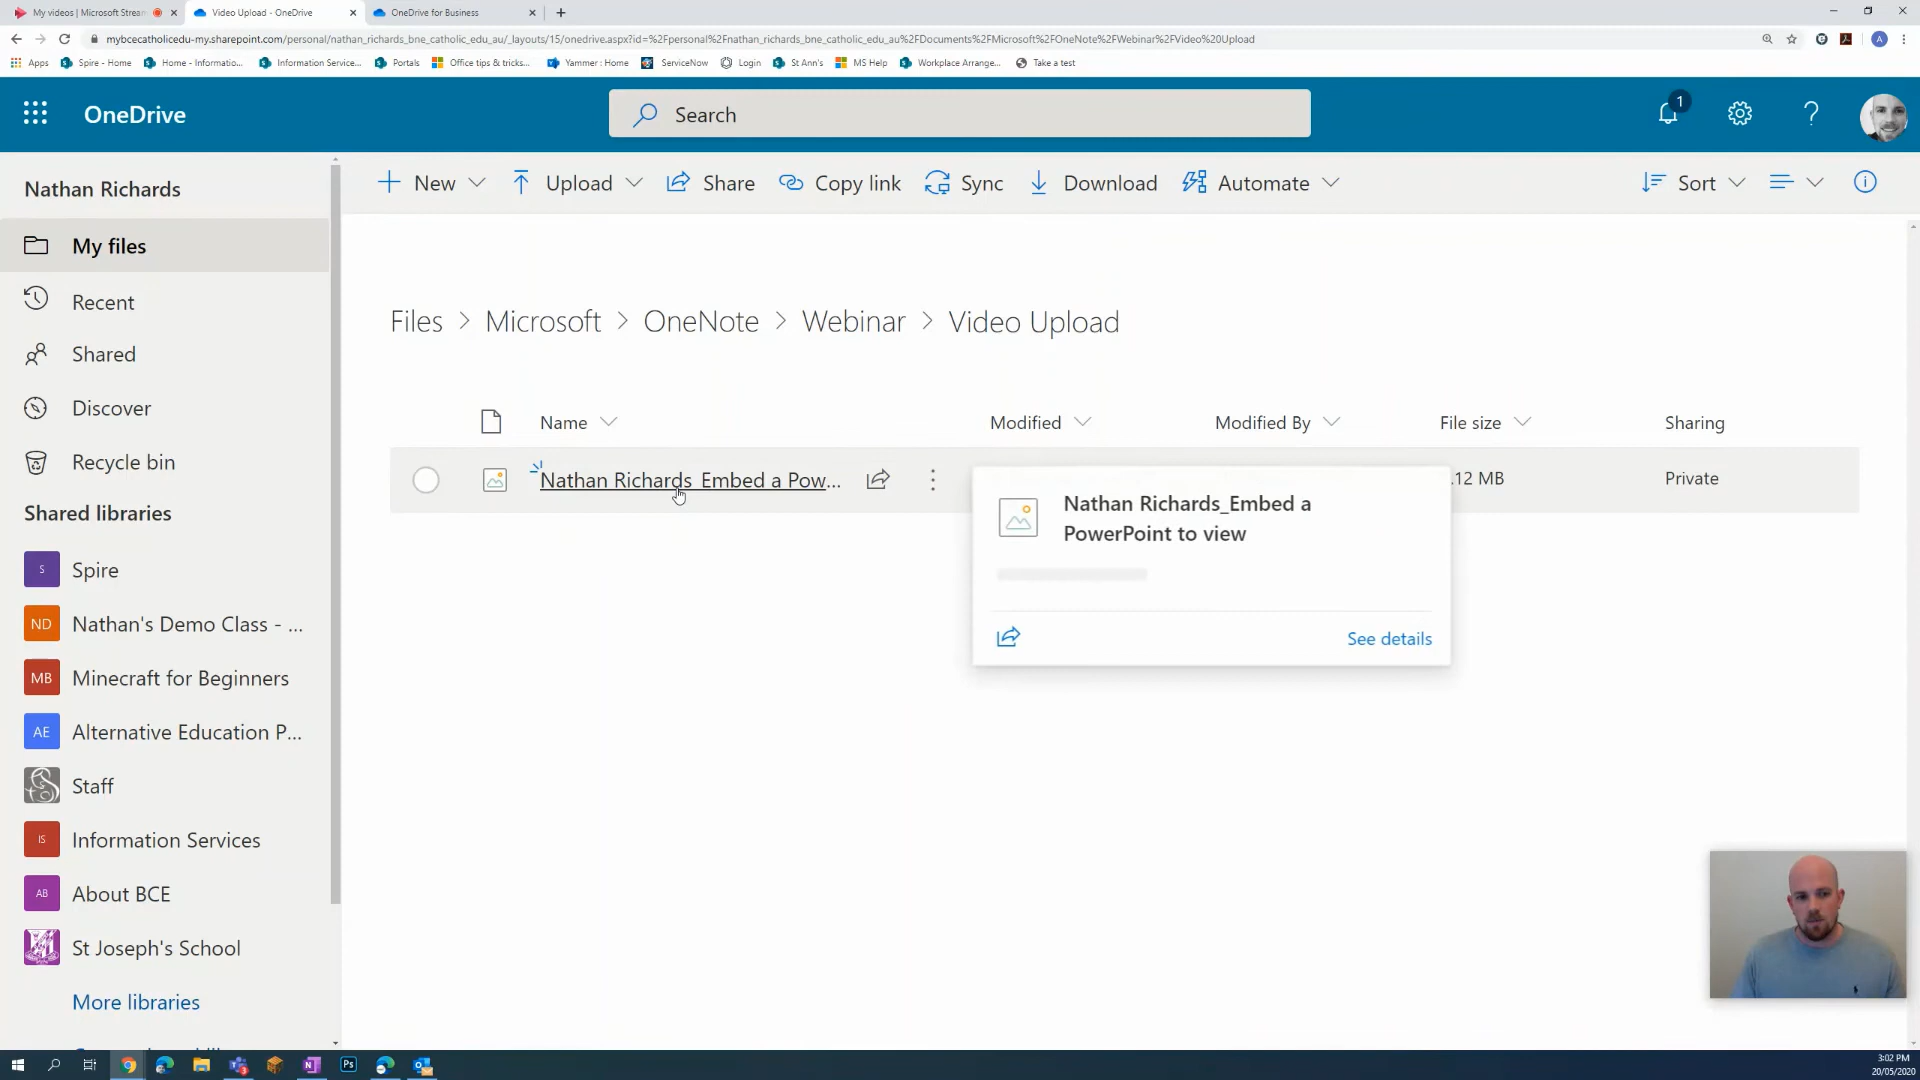 My videos | Microsoft Stream
Video Upload - OneDrive
OneDrive for Business
mybcecatholicedu-my.sharepoint.com/personal/nathan_richards_bne_catholic_edu_au/_layouts/15/onedrive.aspx?id=%2Fpersonal%2Fnathan_richards_bne_catholic_edu_au%2FDocuments%2FMicrosoft%2FOneNote%2FWebinar%2FVideo%20Upload
A
Apps
Spire - Home
Home - Informatio...
Information Service...
Portals
Office tips & tricks...
Yammer : Home
ServiceNow
Login
St Ann's
MS Help
Workplace Arrange...
Take a test
OneDrive
Search
1
Nathan Richards
New
Upload
Share
Copy link
Sync
Download
Automate
Sort
My files
Recent
Shared
Discover
Recycle bin
Files > Microsoft > OneNote > Webinar > Video Upload
Name
Modified
Modified By
File size
Sharing
Nathan Richards_Embed a Pow...
.12 MB
Private
Nathan Richards_Embed a
PowerPoint to view
See details
Shared libraries
S
Spire
ND
Nathan's Demo Class - ...
MB
Minecraft for Beginners
AE
Alternative Education P...
Staff
IS
Information Services
AB
About BCE
St Joseph's School
More libraries
Ps
3:02 PM
20/05/2020